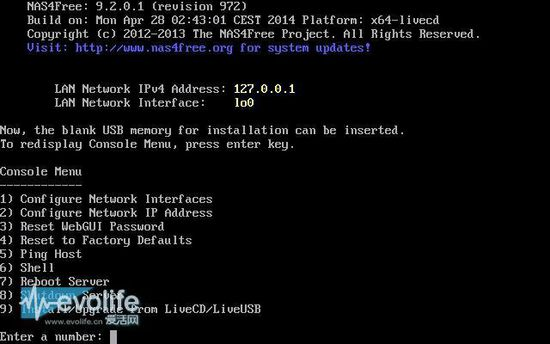 NAS4Free: 9.2.0.1 (revision 972)
Build on: Mon Apr 28 02:43:01 CEST 2014 Platform: x64-livecd
Copyright (c) 2012-2013 The NAS4Free Project. All Rights Reserved.
Visit: http://www.nas4free.org for system updates!
LAN Network IPv4 Address: 127.0.0.1
LAN Network Interface: lo0
Now, the blank USB memory for installation can be inserted.
To redisplay Console Menu, press enter key.
Console Menu
------------
1) Configure Network Interfaces
2) Configure Network IP Address
3) Reset WebGUI Password
4) Reset to Factory Defaults
5) Ping Host
6) Shell
7) Reboot Server
8) Shutdown Server
9) Install/Upgrade from LiveCD/LiveUSB
evolife
www.evolife.cn 爱活网
Enter a number: